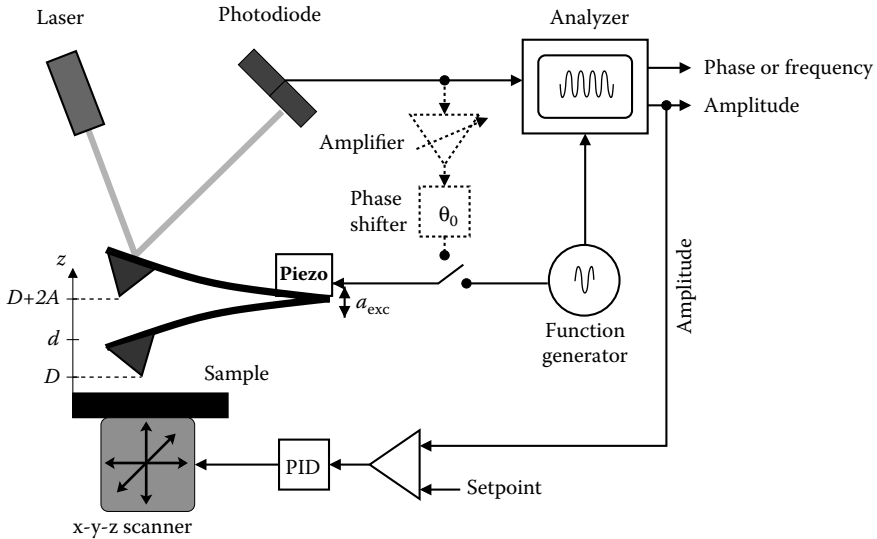 Laser
Photodiode
Analyzer
Phase or frequency
Amplitude
Amplifier
Phase
shifter
θ0
z
Piezo
D+2A
aexc
d
Function
generator
Amplitude
D
Sample
PID
Setpoint
x-y-z scanner